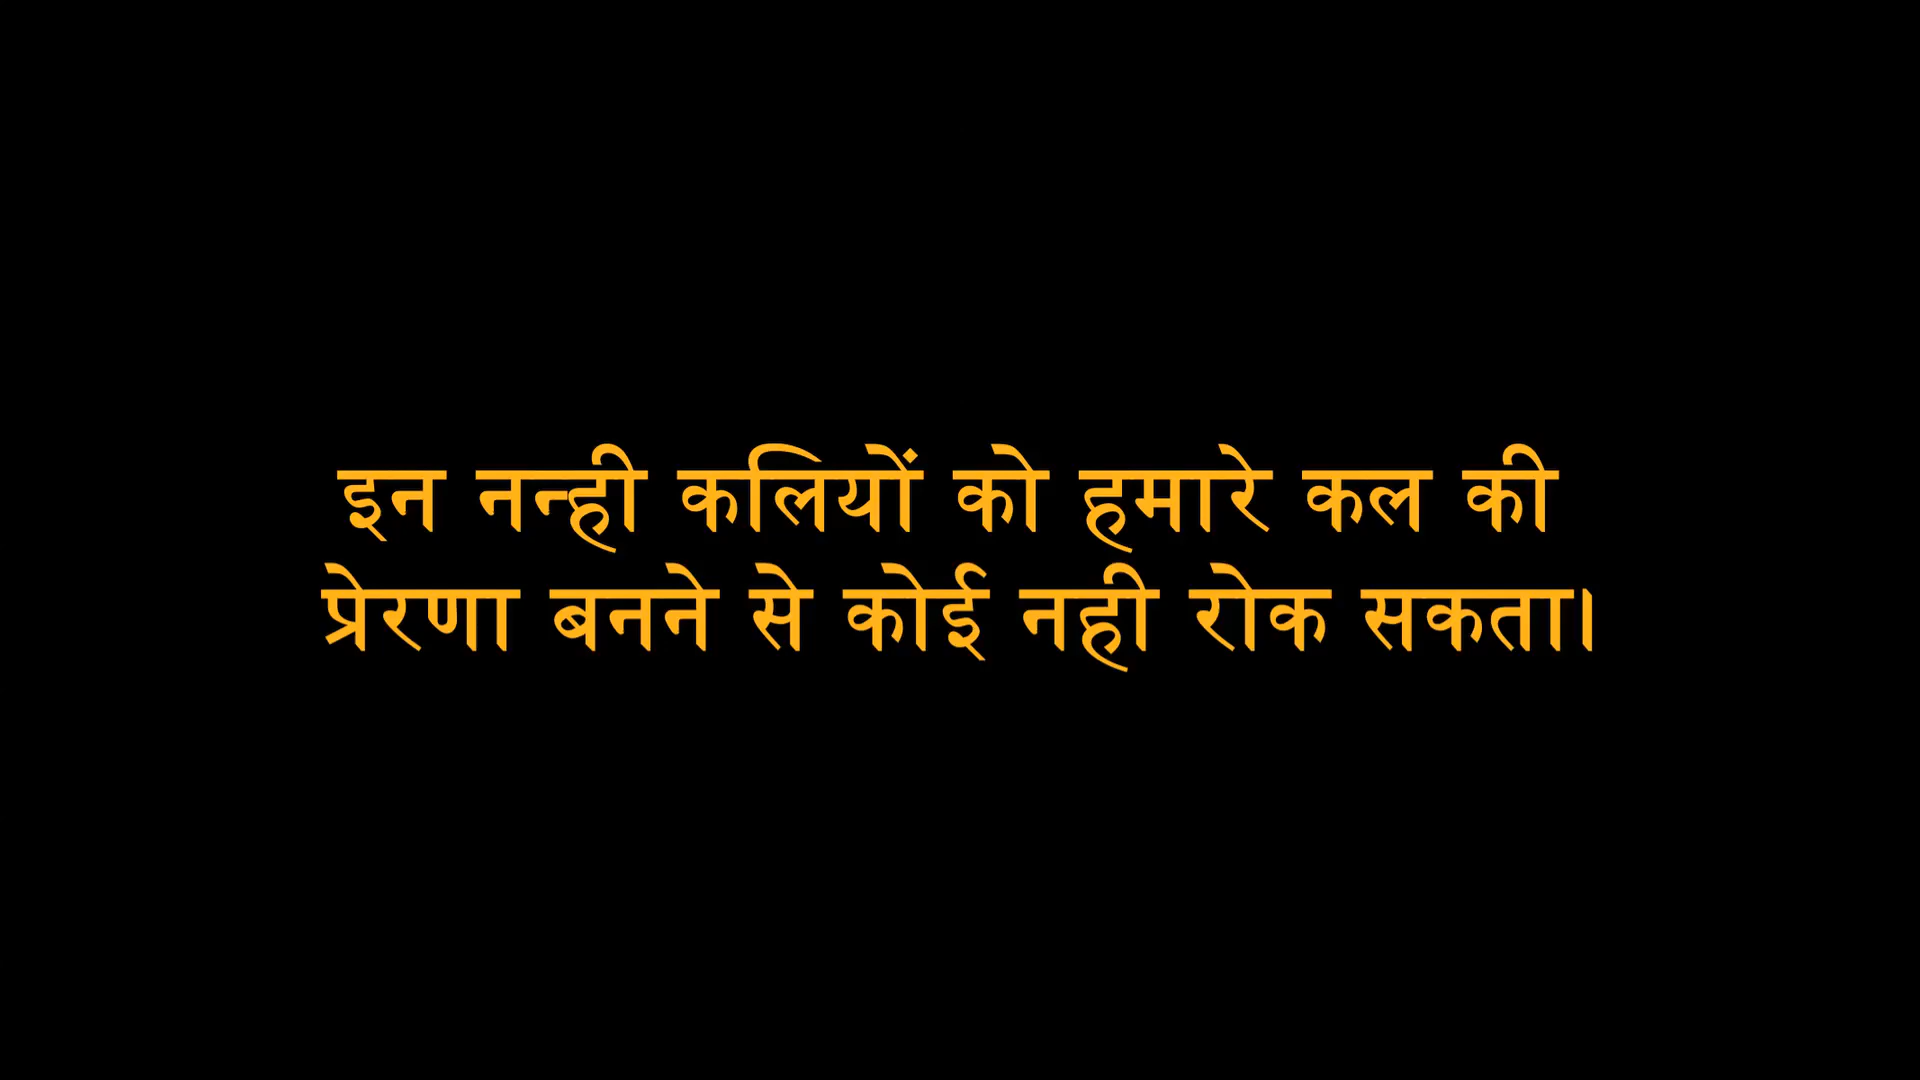 इन नन्ही कलियों को हमारे कल की
प्रेरणा बनने से कोई नही रोक सकता।